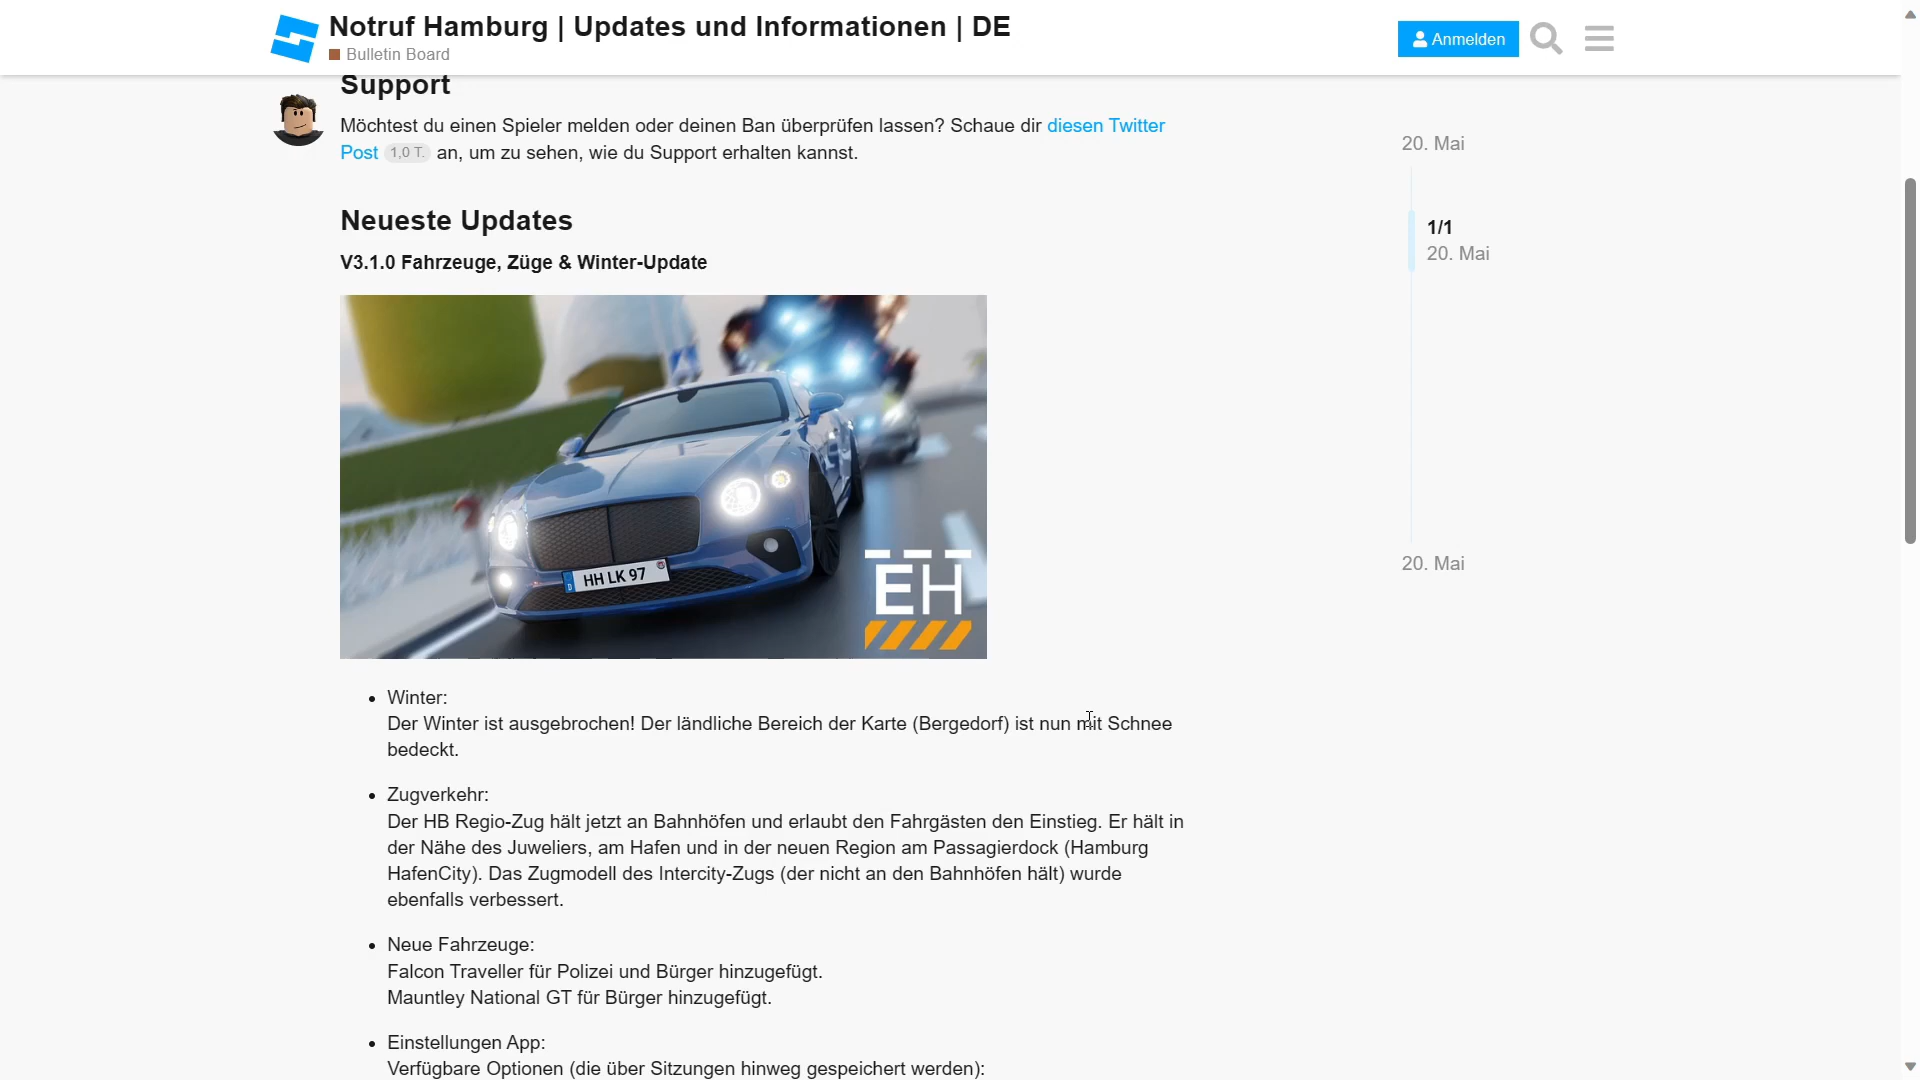 Notruf Hamburg | Updates und Informationen | DE
Bulletin Board
Anmelden
Support
Möchtest du einen Spieler melden oder deinen Ban überprüfen lassen? Schaue dir diesen Twitter
Post 1,0 T. an, um zu sehen, wie du Support erhalten kannst.
20. Mai
1/1
20. Mai
20. Mai
Neueste Updates
V3.1.0 Fahrzeuge, Züge & Winter-Update
HH LK 97
EH
Winter:
Der Winter ist ausgebrochen! Der ländliche Bereich der Karte (Bergedorf) ist nun mit Schnee
bedeckt.
Zugverkehr:
Der HB Regio-Zug hält jetzt an Bahnhöfen und erlaubt den Fahrgästen den Einstieg. Er hält in
der Nähe des Juweliers, am Hafen und in der neuen Region am Passagierdock (Hamburg
HafenCity). Das Zugmodell des Intercity-Zugs (der nicht an den Bahnhöfen hält) wurde
ebenfalls verbessert.
Neue Fahrzeuge:
Falcon Traveller für Polizei und Bürger hinzugefügt.
Mauntley National GT für Bürger hinzugefügt.
Einstellungen App:
Verfügbare Optionen (die über Sitzungen hinweg gespeichert werden):